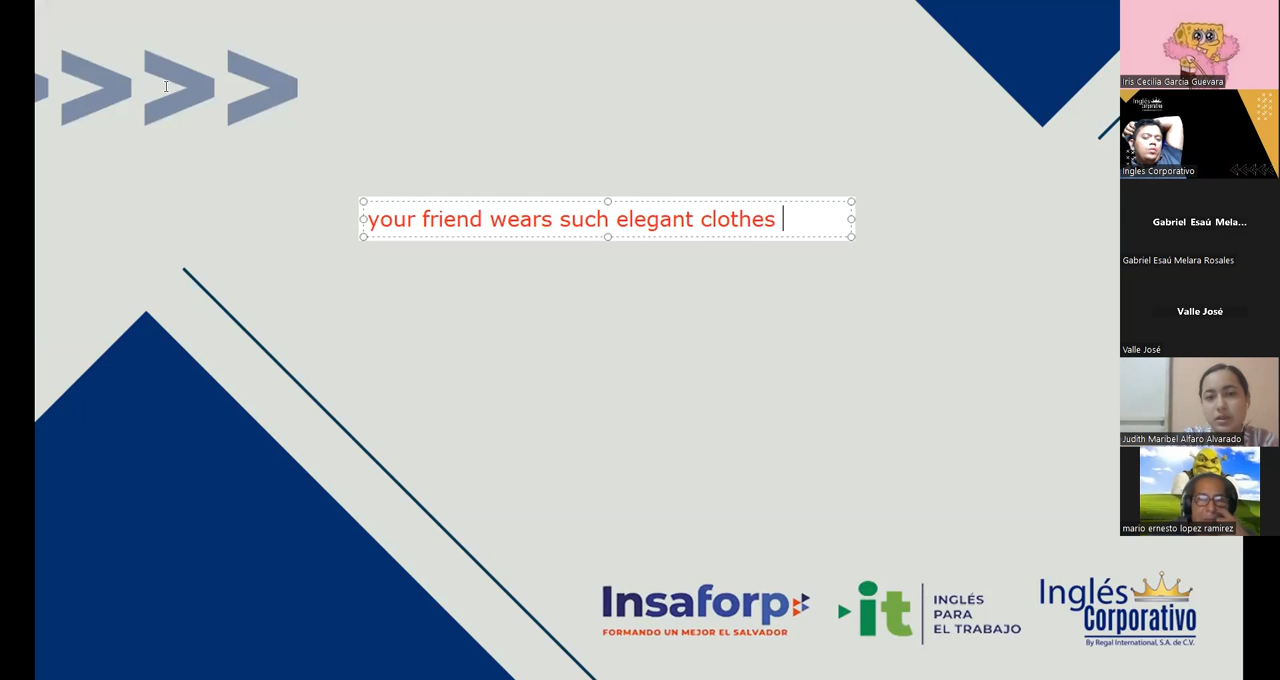 your friend wears such elegant clothes
Insaforp
FORMANDO UN MEJOR EL SALVADOR
it
INGLÉS
PARA
EL TRABAJO
Inglés
Corporativo
By Regal International, S.A. de C.V.
Iris Cecilia Garcia Guevara
Inglés
Ingles Corporativo
Gabriel Esaú Mela...
Gabriel Esaú Melara Rosales
Valle José
Valle José
Judith Maribel Alfaro Alvarado
mario ernesto lopez ramirez